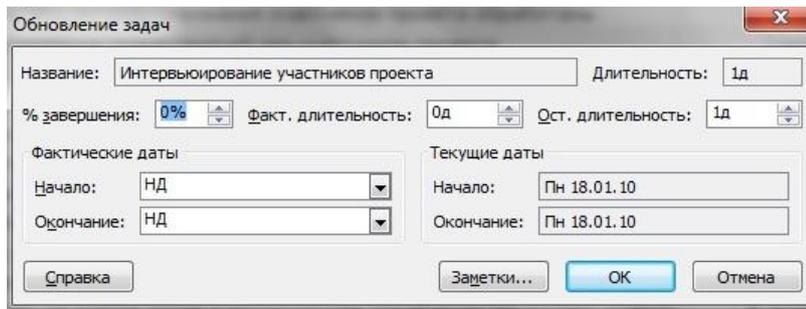 Обновление задач
Название: Интервьюирование участников проекта Длительность: 1д
% завершения: 0% Факт. длительность: 0д Ост. длительность: 1д
Фактические даты Текущие даты
Начало: НД Начало: Пн 18.01.10
Окончание: НД Окончание: Пн 18.01.10
Справка Заметки... ОК Отмена